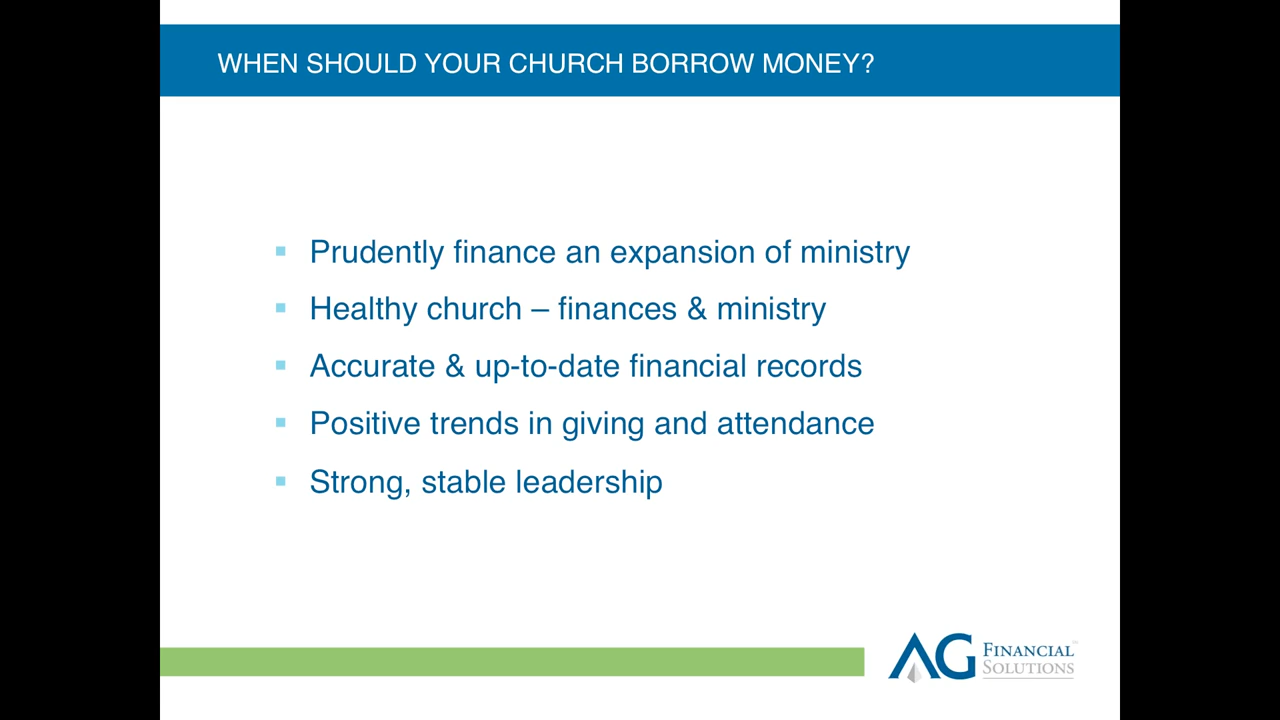 WHEN SHOULD YOUR CHURCH BORROW MONEY?
Prudently finance an expansion of ministry
Healthy church – finances & ministry
Accurate & up-to-date financial records
Positive trends in giving and attendance
Strong, stable leadership
AG FINANCIAL
SOLUTIONS